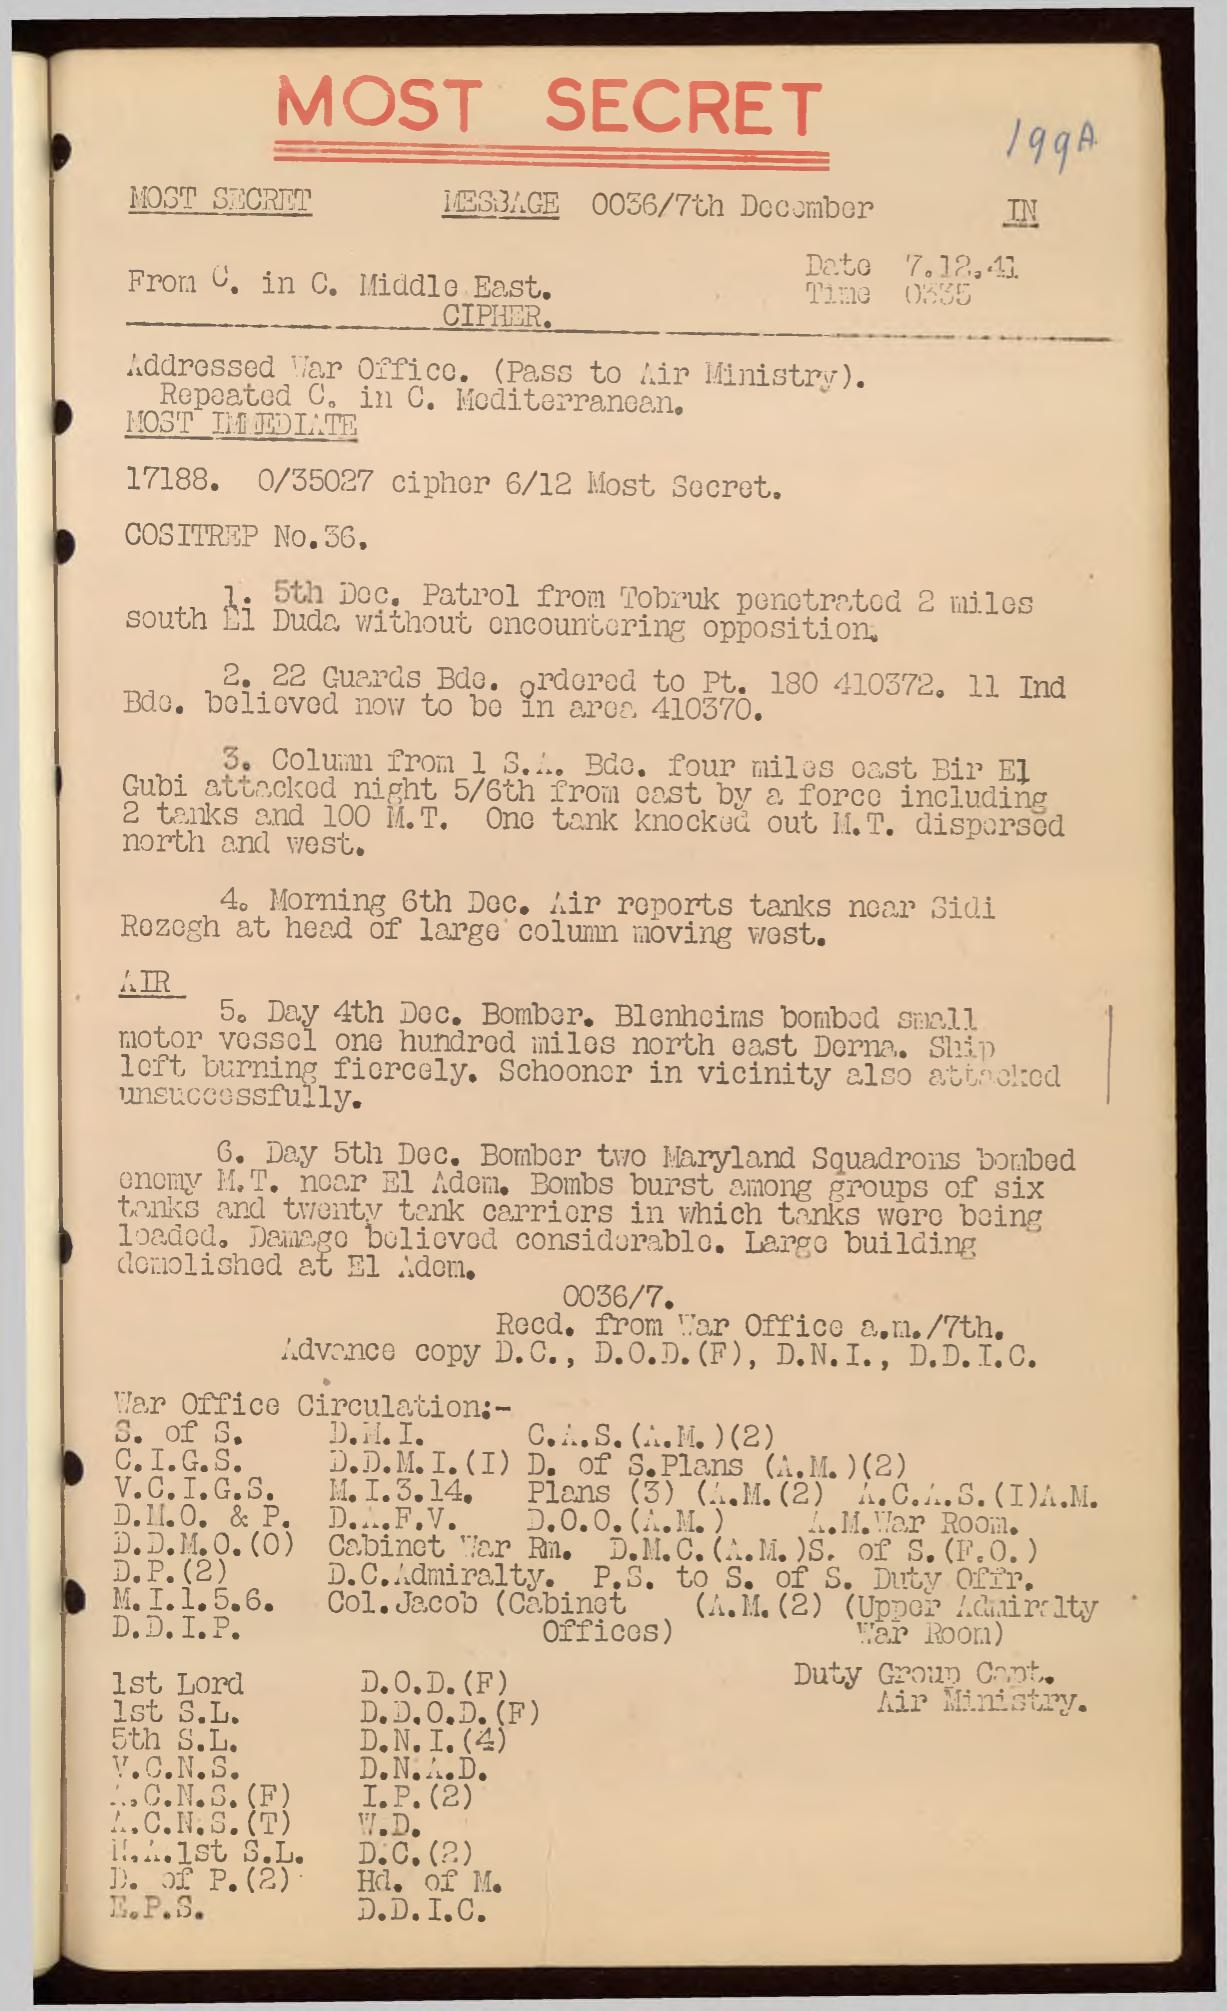 MOST SECRET
199A
MOST SECRET MESSAGE 0036/7th December IN
Date 7.12.41
From C. in C. Middle East. Time 0335
CIPHER.
Addressed War Office. (Pass to Air Ministry).
Repeated C. in C. Mediterranean.
MOST IMMEDIATE
17188. O/35027 cipher 6/12 Most Secret.
COSITREP No.36.
1. 5th Dec. Patrol from Tobruk penetrated 2 miles
south El Duda without encountering opposition.
2. 22 Guards Bde. ordered to Pt. 180 410372. 11 Ind
Bde. believed now to be in area 410370.
3. Column from 1 S.A. Bde. four miles east Bir El
Gubi attacked night 5/6th from east by a force including
2 tanks and 100 M.T. One tank knocked out M.T. dispersed
north and west.
4. Morning 6th Dec. Air reports tanks near Sidi
Rezegh at head of large column moving west.
AIR
5. Day 4th Dec. Bomber. Blenheims bombed small
motor vessel one hundred miles north east Derna. Ship
left burning fiercely. Schooner in vicinity also attacked
unsuccessfully.
6. Day 5th Dec. Bomber two Maryland Squadrons bombed
enemy M.T. near El Adem. Bombs burst among groups of six
tanks and twenty tank carriers in which tanks were being
loaded. Damage believed considerable. Large building
demolished at El Adem.
0036/7.
Recd. from War Office a.m./7th.
Advance copy D.C., D.O.D.(F), D.N.I., D.D.I.C.
War Office Circulation:-
S. of S. D.M.I. C.A.S.(A.M.)(2)
C.I.G.S. D.D.M.I.(I) D. of S.Plans (A.M.)(2)
V.C.I.G.S. M.I.3.14. Plans (3) (A.M.(2) A.C.A.S.(I)A.M.
D.M.O. & P. D.A.F.V. D.O.O.(A.M.) A.M.War Room.
D.D.M.O.(O) Cabinet War Rm. D.M.C.(A.M.)S. of S.(F.O.)
D.P.(2) D.C.Admiralty. P.S. to S. of S. Duty Offr.
M.I.1.5.6. Col.Jacob (Cabinet (A.M.(2) (Upper Admiralty
D.D.I.P. Offices) War Room)
1st Lord D.O.D.(F) Duty Group Capt.
1st S.L. D.D.O.D.(F) Air Ministry.
5th S.L. D.N.I.(4)
V.C.N.S. D.N.A.D.
A.C.N.S.(F) I.P.(2)
A.C.N.S.(T) W.D.
N.A.1st S.L. D.C.(2)
D. of P.(2) Hd. of M.
E.P.S. D.D.I.C.